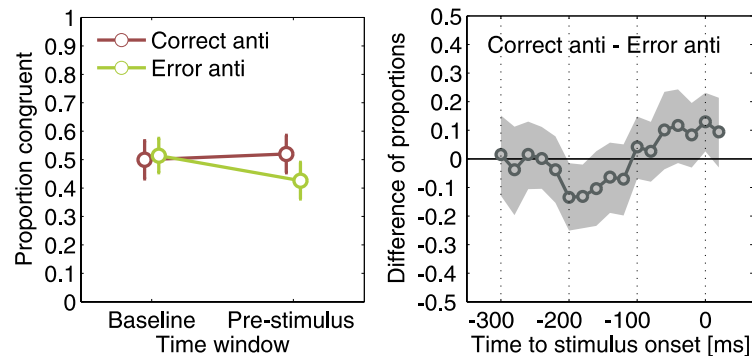 Proportion congruent
1
0.9
0.8
0.7
0.6
0.5
0.4
0.3
0.2
0.1
0
Correct anti
Error anti
Baseline Pre-stimulus
Time window
Difference of proportions
0.5
0.4
0.3
0.2
0.1
0
-0.1
-0.2
-0.3
-0.4
-0.5
Correct anti - Error anti
-300 -200 -100 0
Time to stimulus onset [ms]